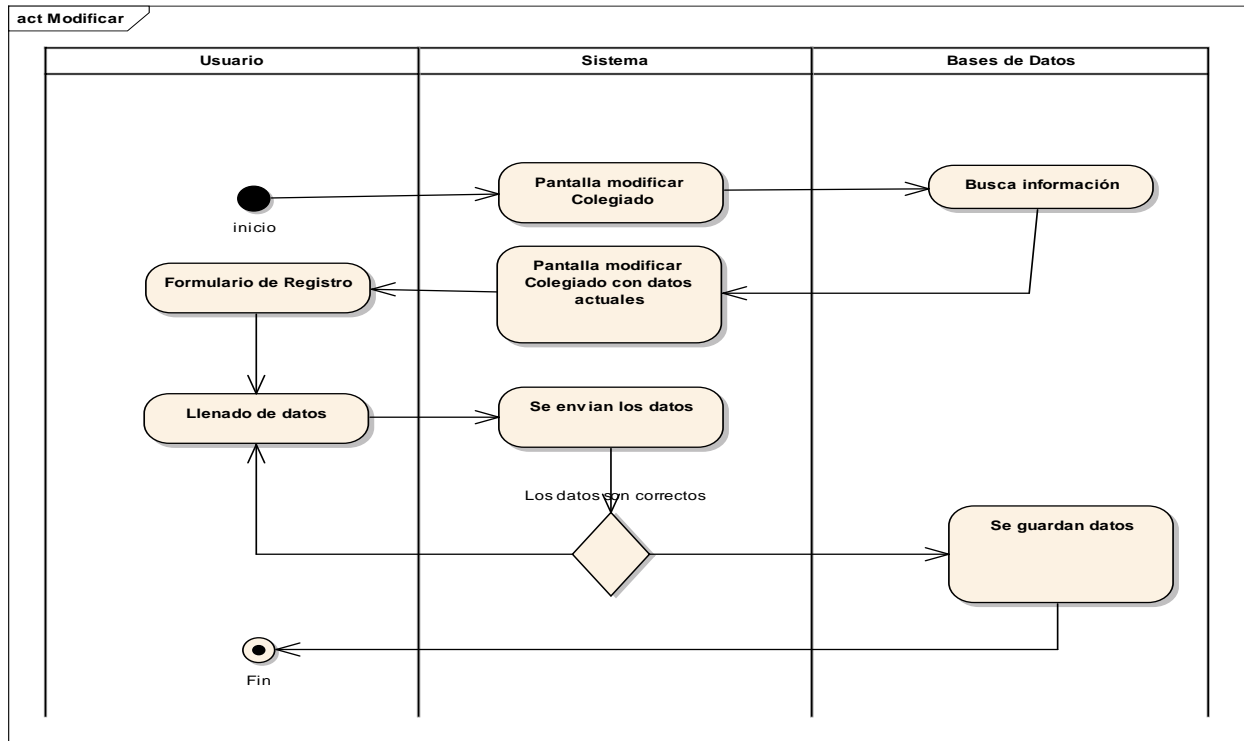 act Modificar
Usuario
Sistema
Bases de Datos
inicio
Pantalla modificar
Colegiado
Busca información
Formulario de Registro
Pantalla modificar
Colegiado con datos
actuales
Llenado de datos
Se envian los datos
Los datos son correctos
Se guardan datos
Fin